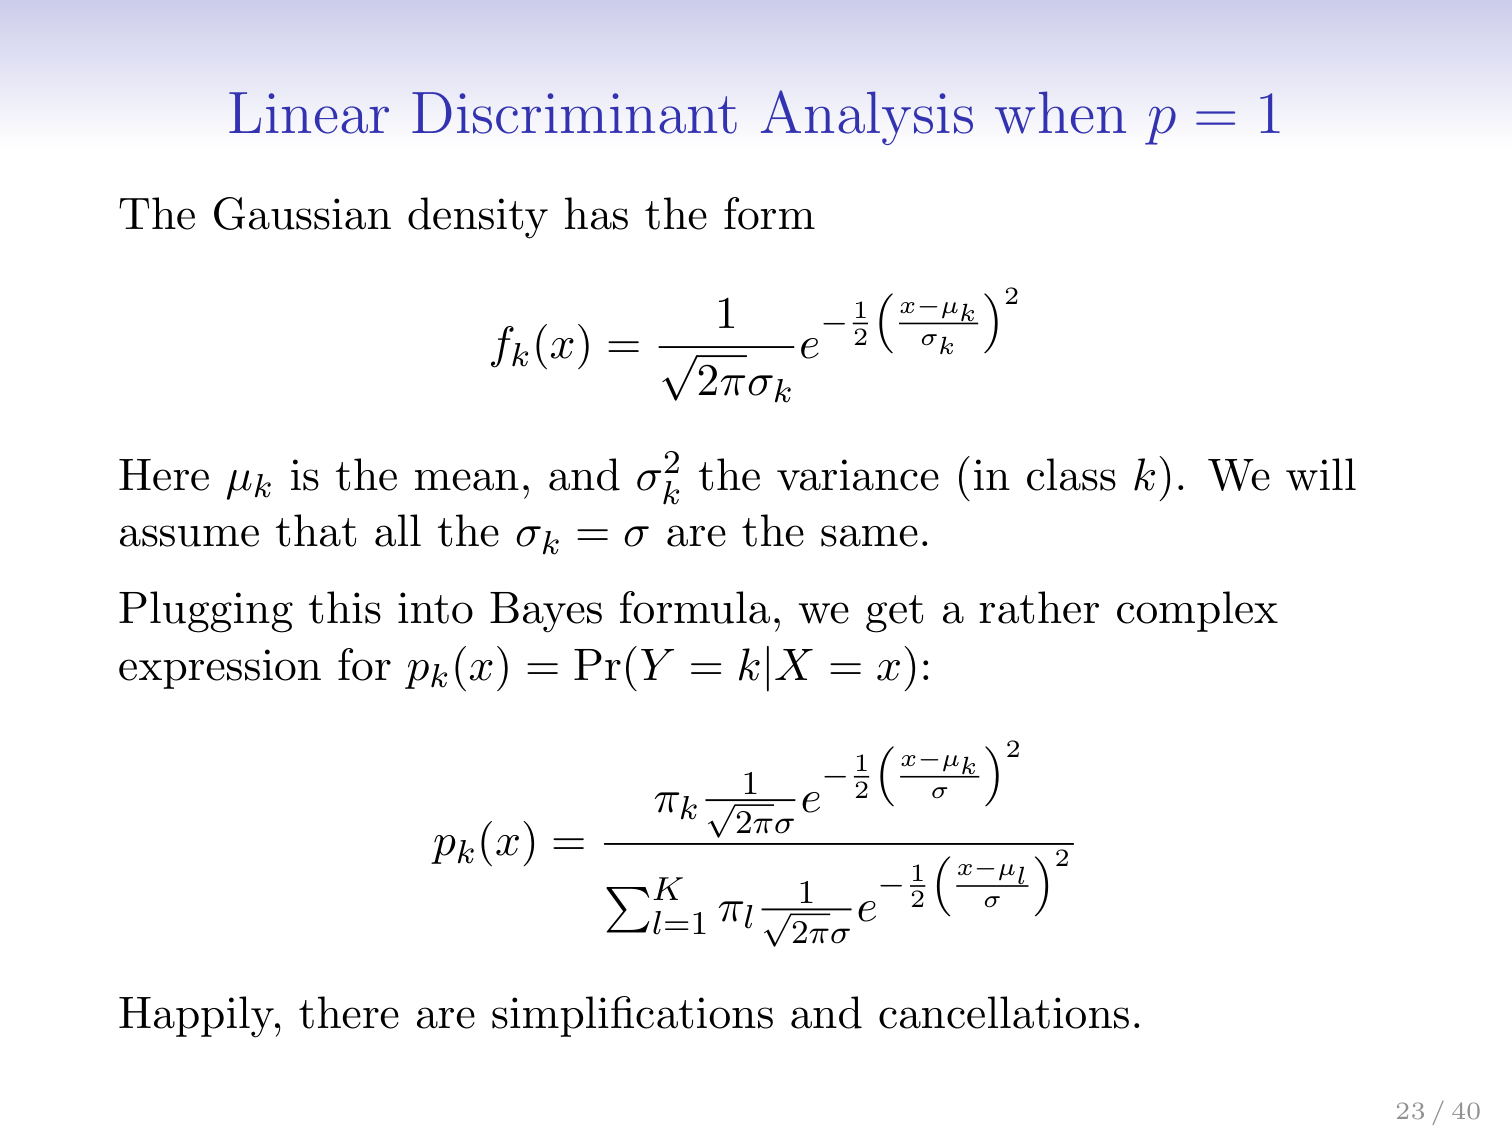 Linear Discriminant Analysis when $p = 1$
The Gaussian density has the form
$f_k(x) = \frac{1}{\sqrt{2\pi}\sigma_k} e^{-\frac{1}{2}\left(\frac{x-\mu_k}{\sigma_k}\right)^2}$
Here $\mu_k$ is the mean, and $\sigma_k^2$ the variance (in class $k$). We will
assume that all the $\sigma_k = \sigma$ are the same.
Plugging this into Bayes formula, we get a rather complex
expression for $p_k(x) = \Pr(Y = k|X = x)$:
$p_k(x) = \frac{\pi_k \frac{1}{\sqrt{2\pi}\sigma} e^{-\frac{1}{2}\left(\frac{x-\mu_k}{\sigma}\right)^2}}{\sum_{l=1}^{K} \pi_l \frac{1}{\sqrt{2\pi}\sigma} e^{-\frac{1}{2}\left(\frac{x-\mu_l}{\sigma}\right)^2}}$
Happily, there are simplifications and cancellations.
23 / 40